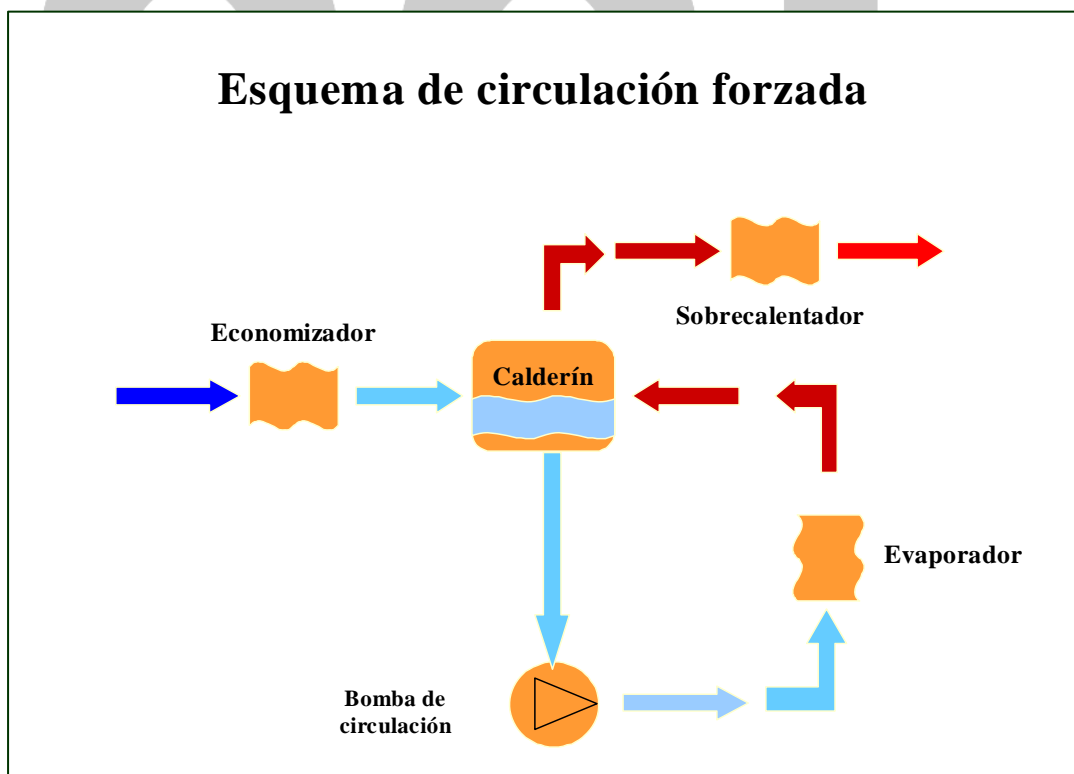 Esquema de circulación forzada
Sobrecalentador
Economizador
Calderín
Evaporador
Bomba de
circulación